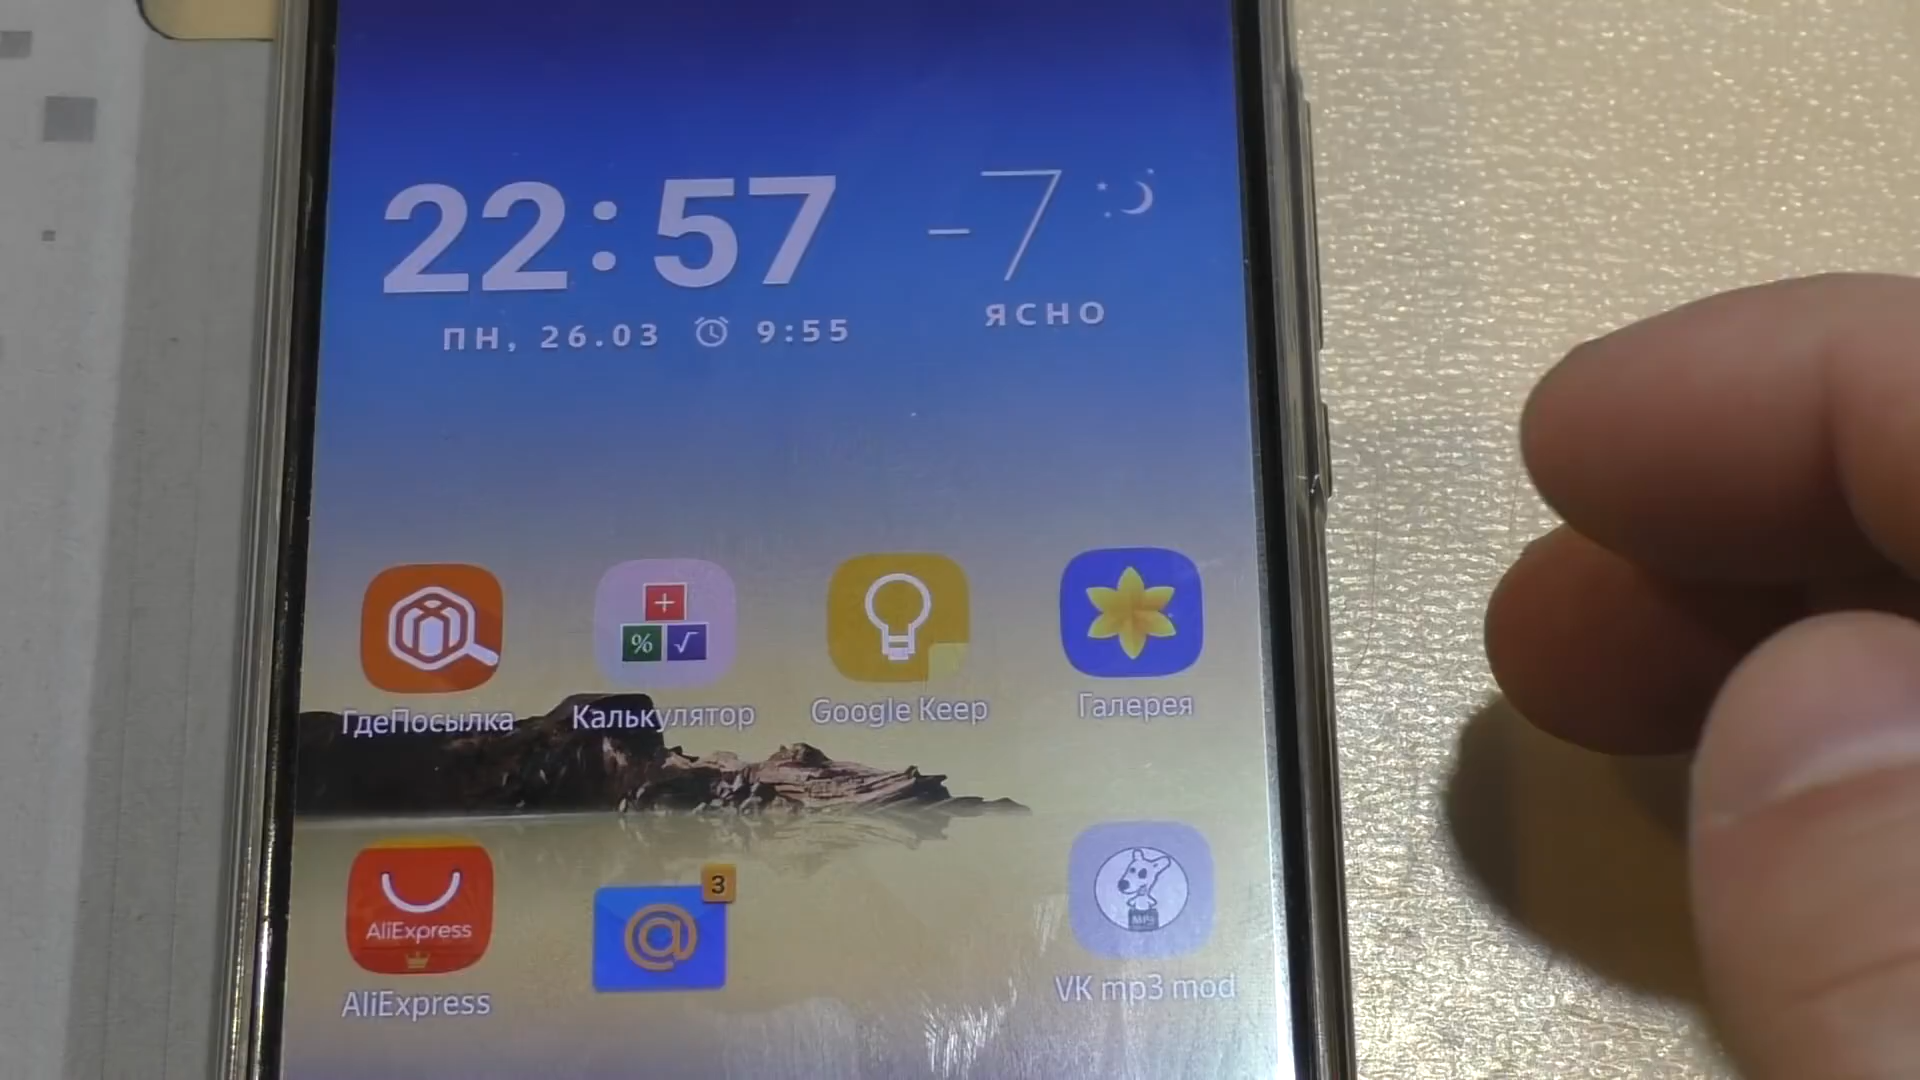 22:57
-7
ПН, 26.03 9:55
ЯСНО
+
% √
ГдеПосылка
Калькулятор
Google Keep
Галерея
AliExpress
3
@
MP3
AliExpress
VK mp3 mod